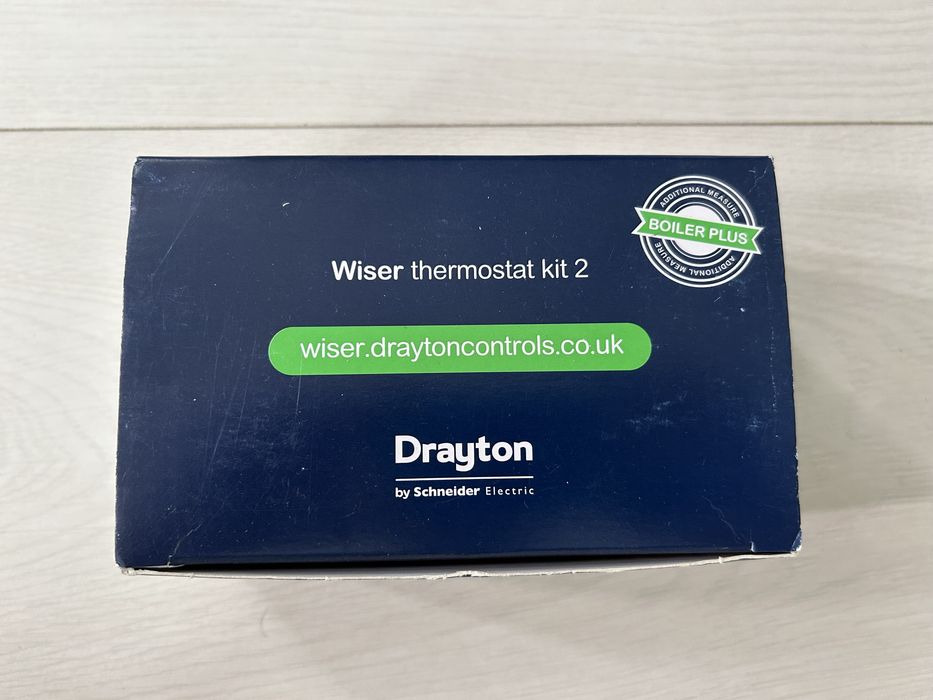 ADDITIONAL MEASURE
BOILER PLUS
ADDITIONAL MEASURE
Wiser thermostat kit 2
wiser.draytoncontrols.co.uk
Drayton
by Schneider Electric